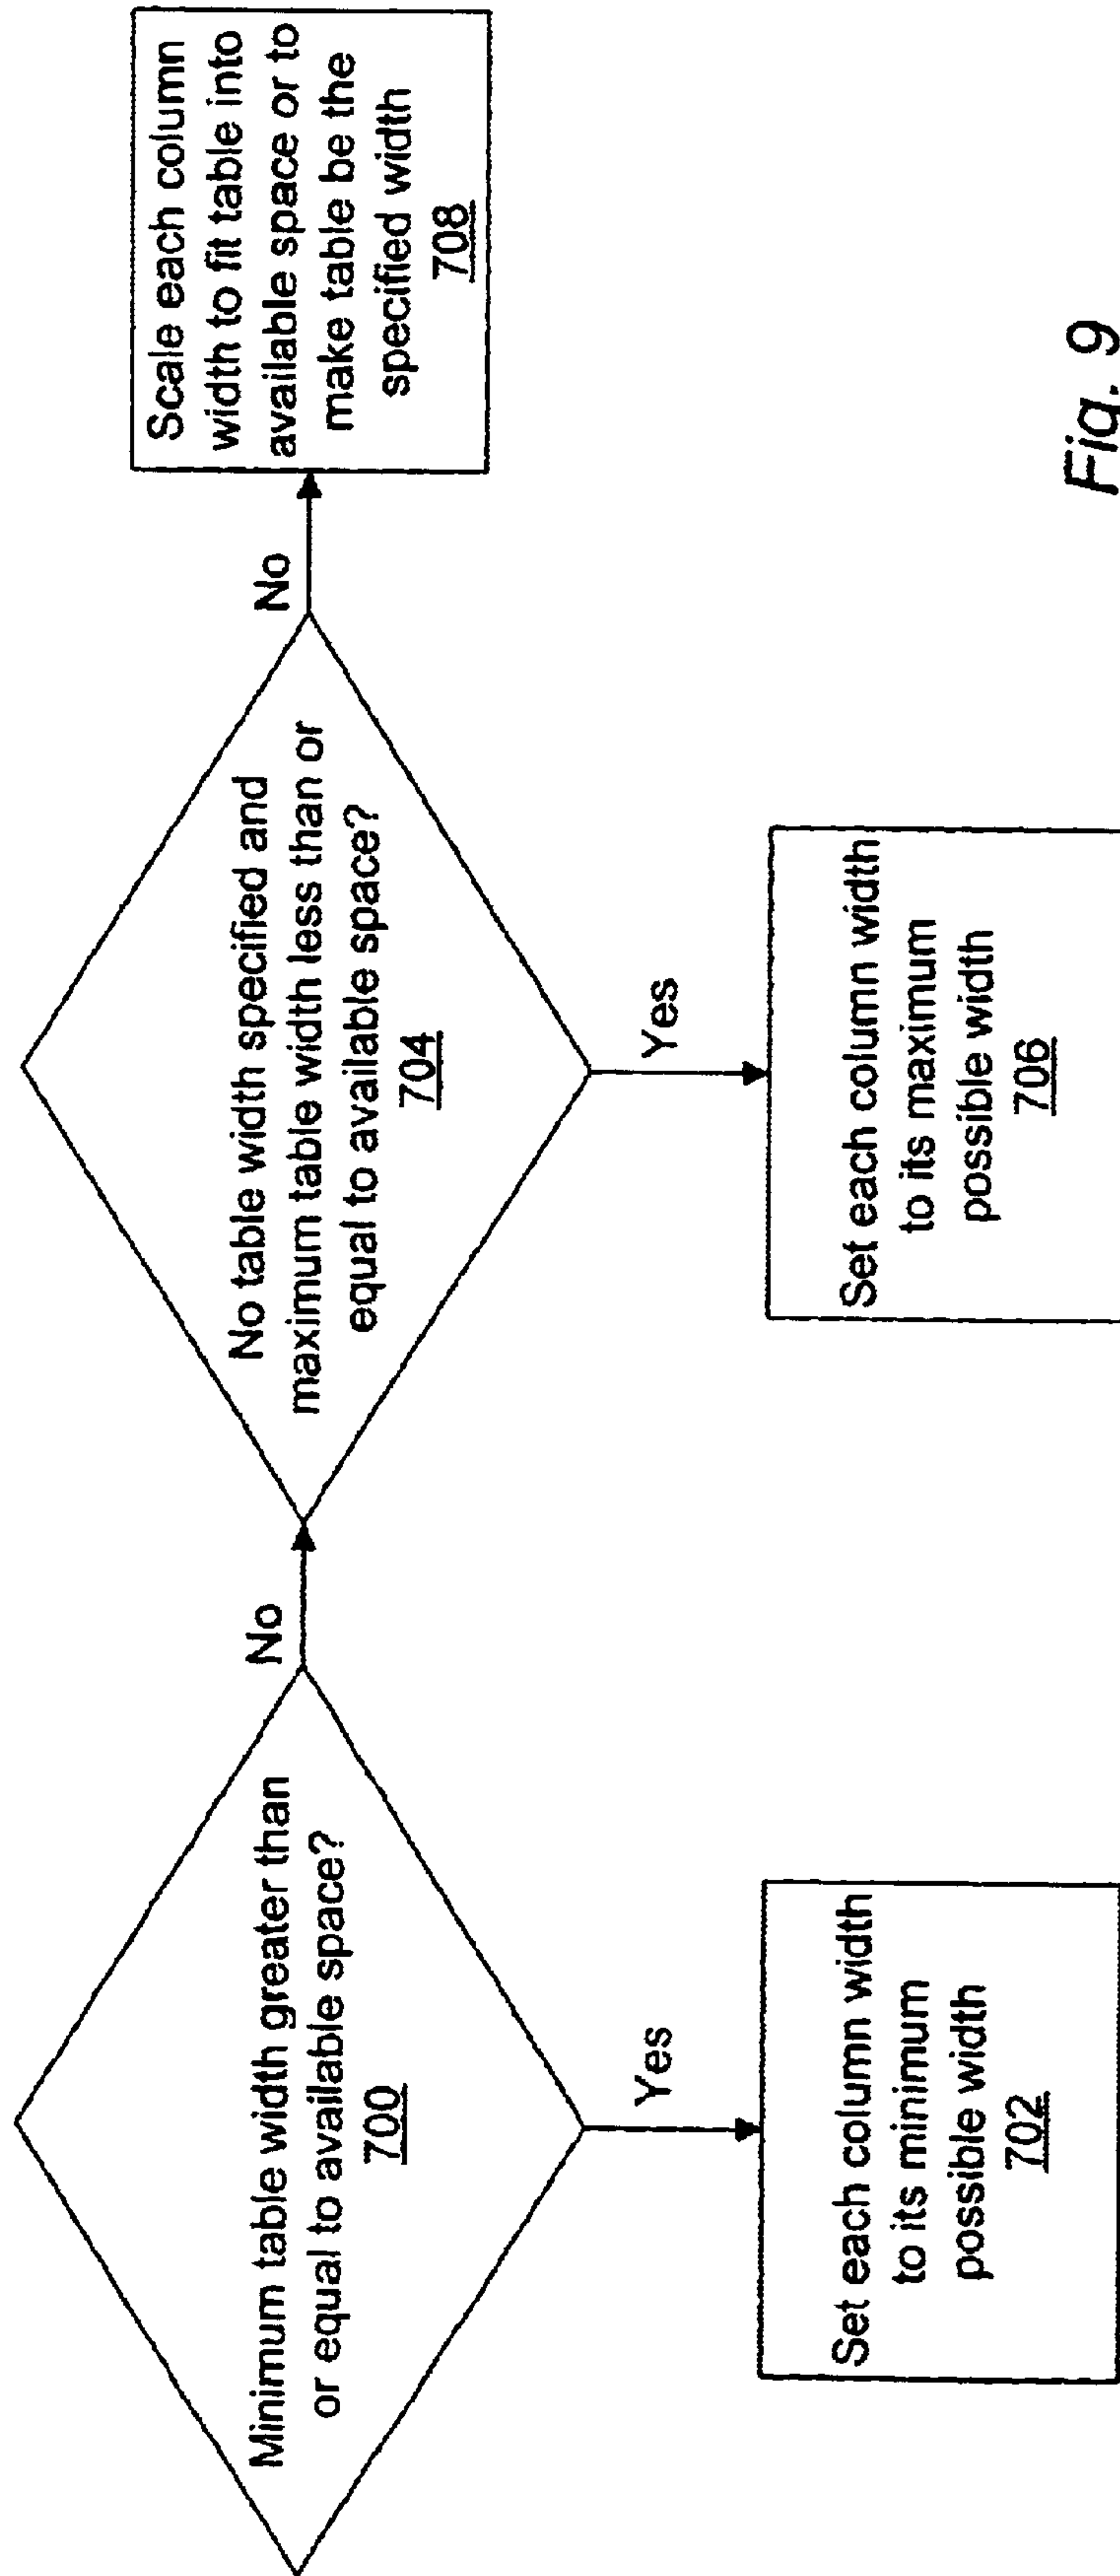 Minimum table width greater than
or equal to available space?
700
Yes
No
Set each column width
to its minimum
possible width
702
No table width specified and
maximum table width less than or
equal to available space?
704
Yes
No
Set each column width
to its maximum
possible width
706
Scale each column
width to fit table into
available space or to
make table be the
specified width
708
Fig. 9